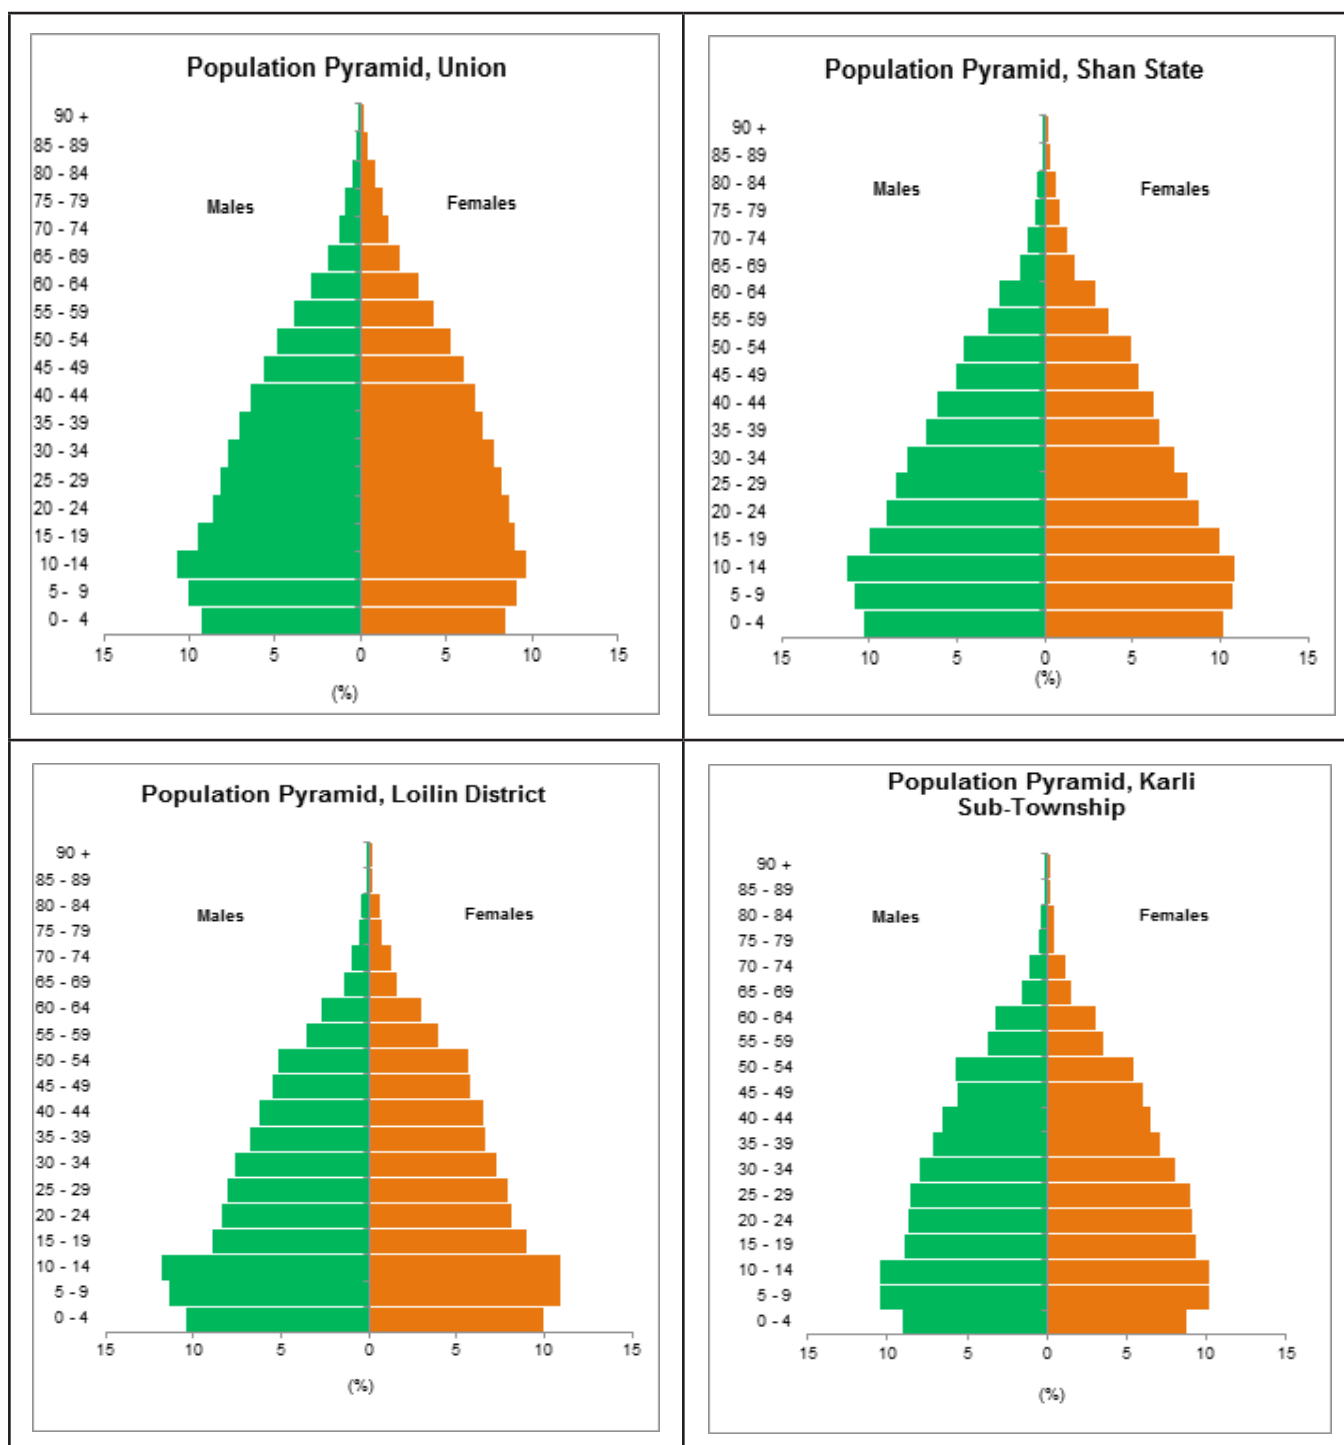 Population Pyramid, Union
90 +
85 - 89
80 - 84
75 - 79
70 - 74
65 - 69
60 - 64
55 - 59
50 - 54
45 - 49
40 - 44
35 - 39
30 - 34
25 - 29
20 - 24
15 - 19
10 -14
5 - 9
0 - 4
Males
Females
15 10 5 0 5 10 15
(%)
Population Pyramid, Shan State
90 +
85 - 89
80 - 84
75 - 79
70 - 74
65 - 69
60 - 64
55 - 59
50 - 54
45 - 49
40 - 44
35 - 39
30 - 34
25 - 29
20 - 24
15 - 19
10 - 14
5 - 9
0 - 4
Males
Females
15 10 5 0 5 10 15
(%)
Population Pyramid, Loilin District
90 +
85 - 89
80 - 84
75 - 79
70 - 74
65 - 69
60 - 64
55 - 59
50 - 54
45 - 49
40 - 44
35 - 39
30 - 34
25 - 29
20 - 24
15 - 19
10 - 14
5 - 9
0 - 4
Males
Females
15 10 5 0 5 10 15
(%)
Population Pyramid, Karli
Sub-Township
90 +
85 - 89
80 - 84
75 - 79
70 - 74
65 - 69
60 - 64
55 - 59
50 - 54
45 - 49
40 - 44
35 - 39
30 - 34
25 - 29
20 - 24
15 - 19
10 - 14
5 - 9
0 - 4
Males
Females
15 10 5 0 5 10 15
(%)